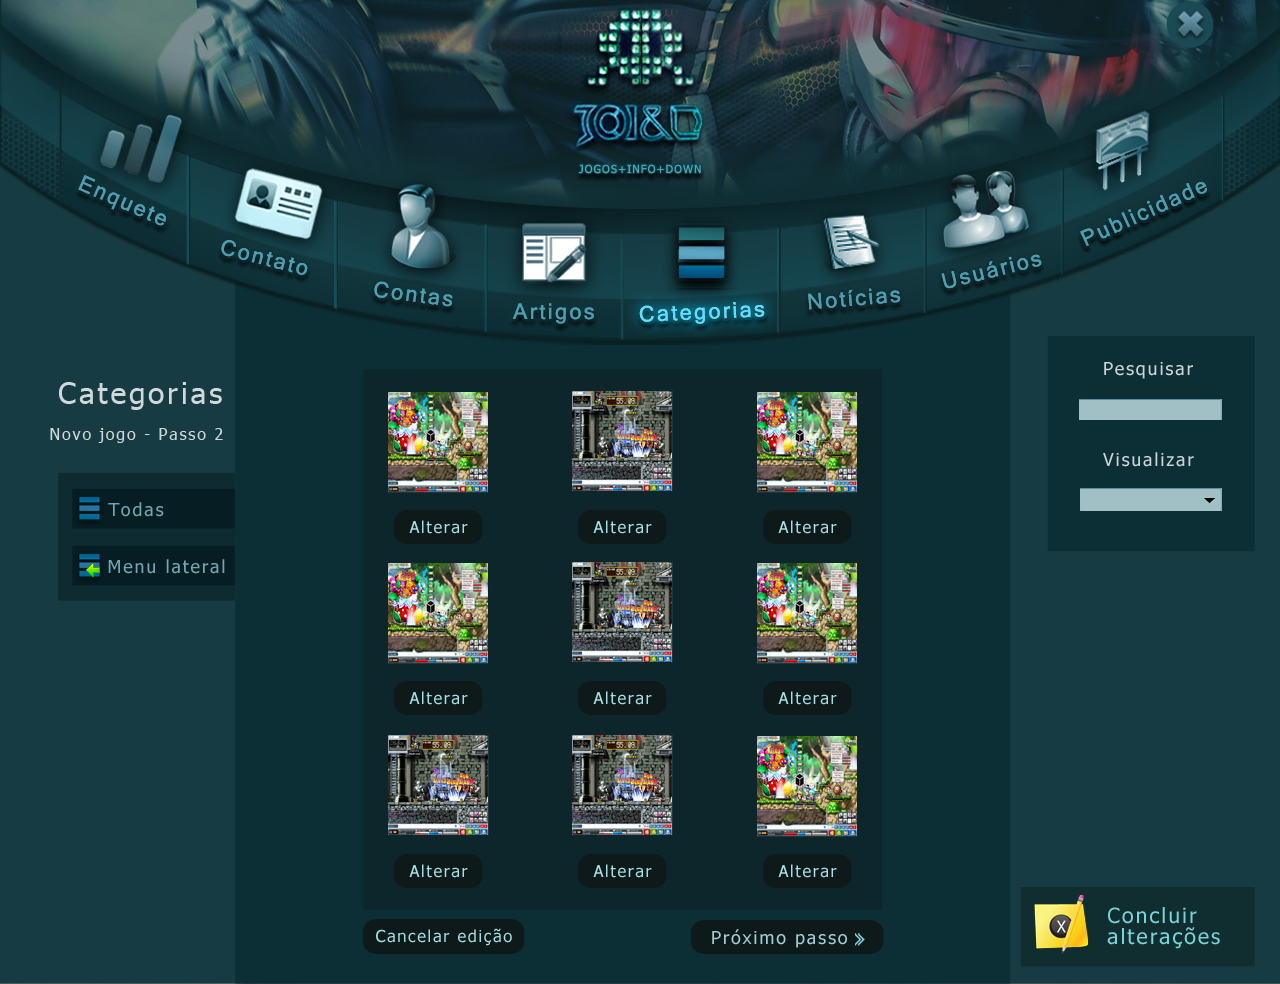 JOI&D
JOGOS+INFO+DOWN
Enquete
Contato
Contas
Artigos
Categorias
Notícias
Usuários
Publicidade
Categorias
Novo jogo - Passo 2
Todas
Menu lateral
Pesquisar
Visualizar
Alterar
Alterar
Alterar
Alterar
Alterar
Alterar
Alterar
Alterar
Alterar
Cancelar edição
Próximo passo
X
Concluir
alterações